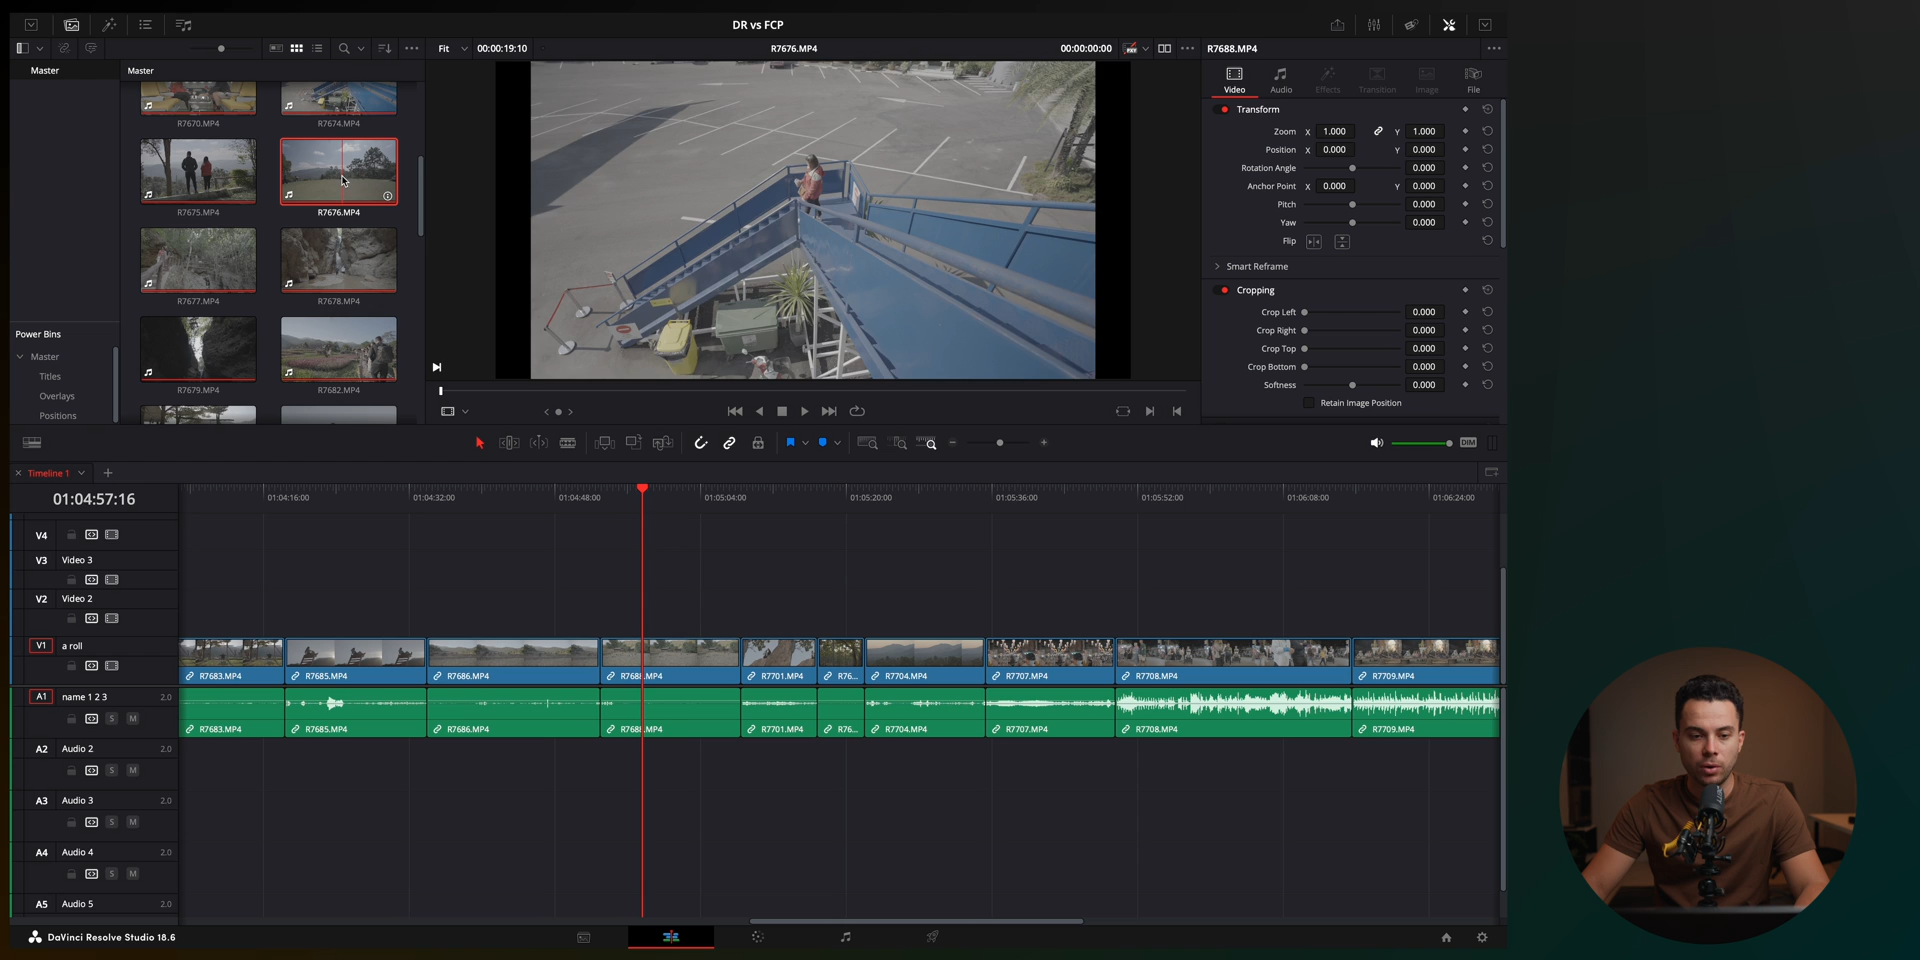 DR vs FCP
Fit
00:00:19:10
R7676.MP4
00:00:00:00
R7688.MP4
Master
Master
R7670.MP4
R7674.MP4
R7675.MP4
R7676.MP4
R7677.MP4
R7678.MP4
R7679.MP4
R7682.MP4
Power Bins
Master
Titles
Overlays
Positions
Video
Audio
Effects
Transition
Image
File
Transform
Zoom X 1.000 Y 1.000
Position X 0.000 Y 0.000
Rotation Angle 0.000
Anchor Point X 0.000 Y 0.000
Pitch 0.000
Yaw 0.000
Flip
Smart Reframe
Cropping
Crop Left 0.000
Crop Right 0.000
Crop Top 0.000
Crop Bottom 0.000
Softness 0.000
Retain Image Position
DIM
Timeline 1
01:04:57:16
01:04:16:00
01:04:32:00
01:04:48:00
01:05:04:00
01:05:20:00
01:05:36:00
01:05:52:00
01:06:08:00
01:06:24:00
V4
V3 Video 3
V2 Video 2
V1 a roll
R7683.MP4
R7685.MP4
R7686.MP4
R7688.MP4
R7701.MP4
R76...
R7704.MP4
R7707.MP4
R7708.MP4
R7709.MP4
A1 name 1 2 3 2.0
S M
R7683.MP4
R7685.MP4
R7686.MP4
R7688.MP4
R7701.MP4
R76...
R7704.MP4
R7707.MP4
R7708.MP4
R7709.MP4
A2 Audio 2 2.0
S M
A3 Audio 3 2.0
S M
A4 Audio 4 2.0
S M
A5 Audio 5 2.0
DaVinci Resolve Studio 18.6